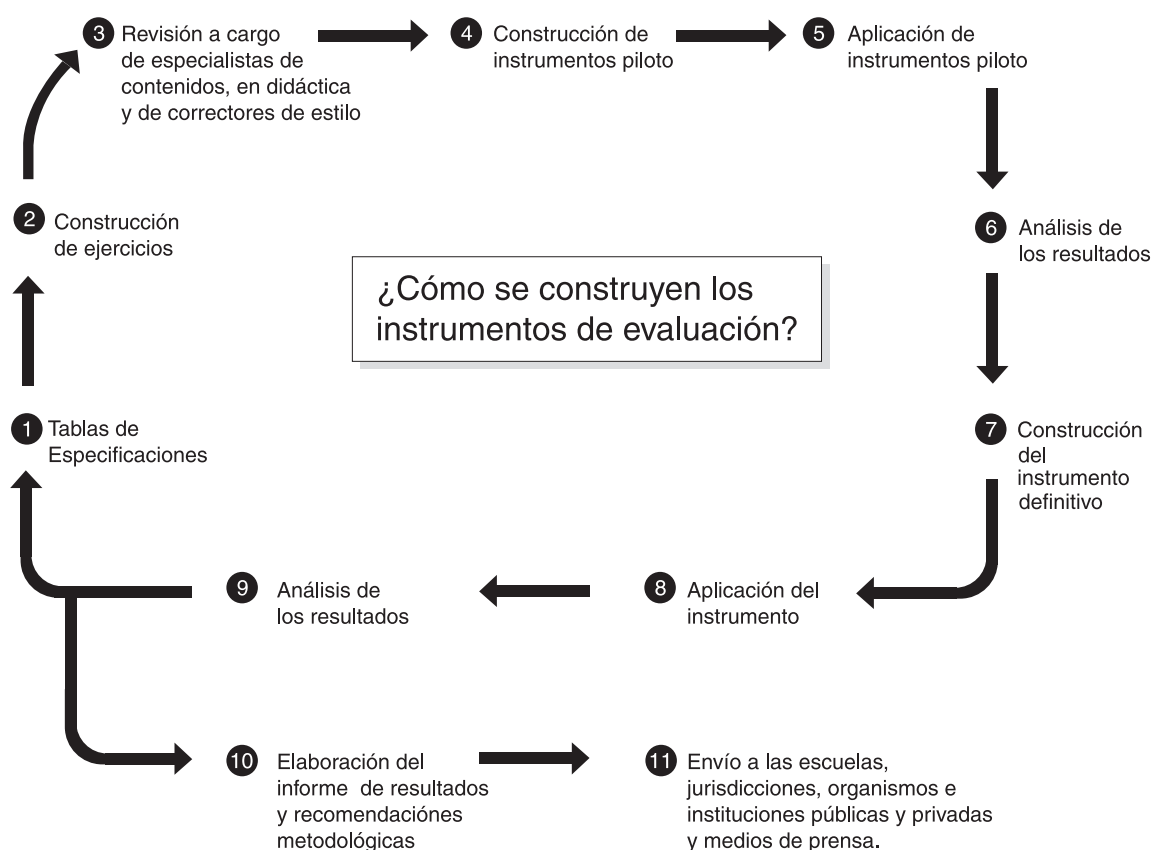 ¿Cómo se construyen los
instrumentos de evaluación?
1 Tablas de
Especificaciones
2 Construcción
de ejercicios
3 Revisión a cargo
de especialistas de
contenidos, en didáctica
y de correctores de estilo
4 Construcción de
instrumentos piloto
5 Aplicación de
instrumentos piloto
6 Análisis de
los resultados
7 Construcción
del
instrumento
definitivo
8 Aplicación del
instrumento
9 Análisis de
los resultados
10 Elaboración del
informe de resultados
y recomendaciónes
metodológicas
11 Envío a las escuelas,
jurisdicciones, organismos e
instituciones públicas y privadas
y medios de prensa.